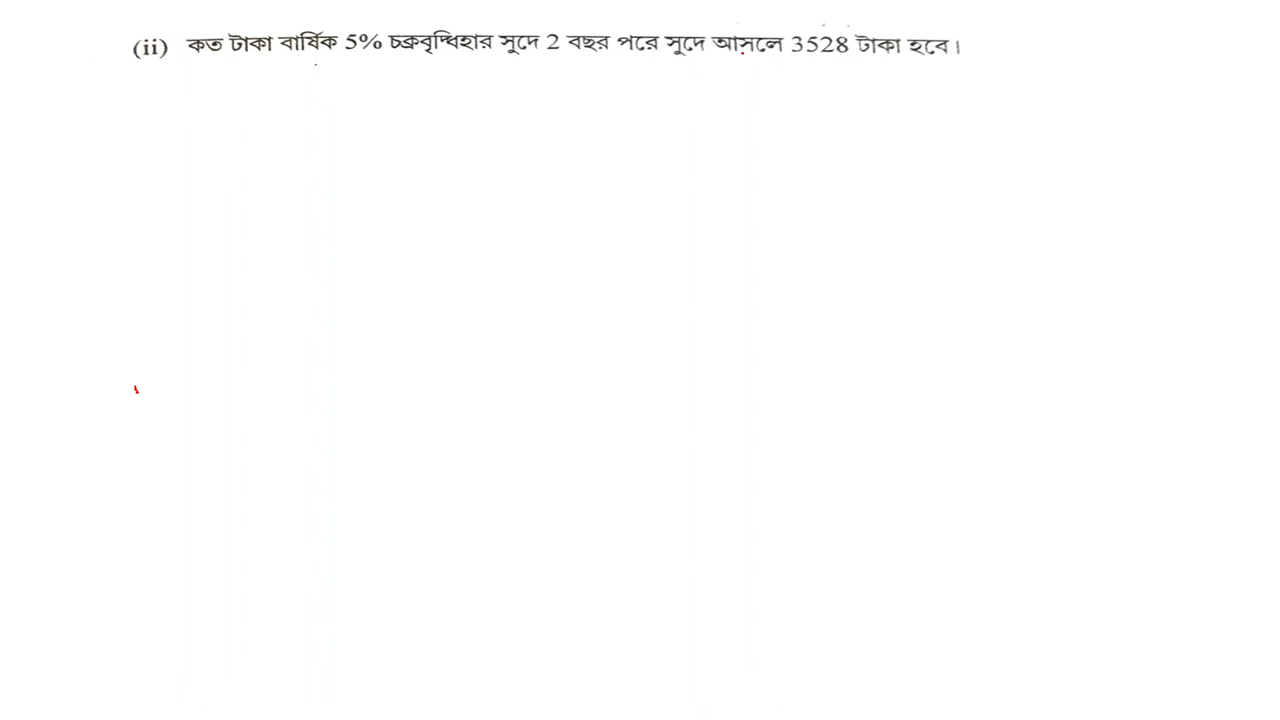 (ii) কত টাকা বার্ষিক 5% চক্রবৃদ্ধিহার সুদে 2 বছর পরে সুদে আসলে 3528 টাকা হবে।